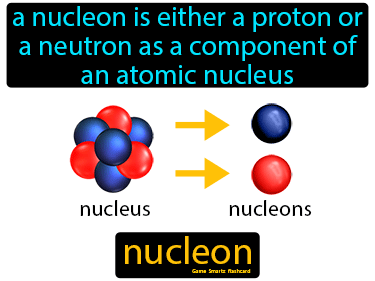 a nucleon is either a proton or
a neutron as a component of
an atomic nucleus
nucleus
nucleons
nucleon
Game Smartz flashcard